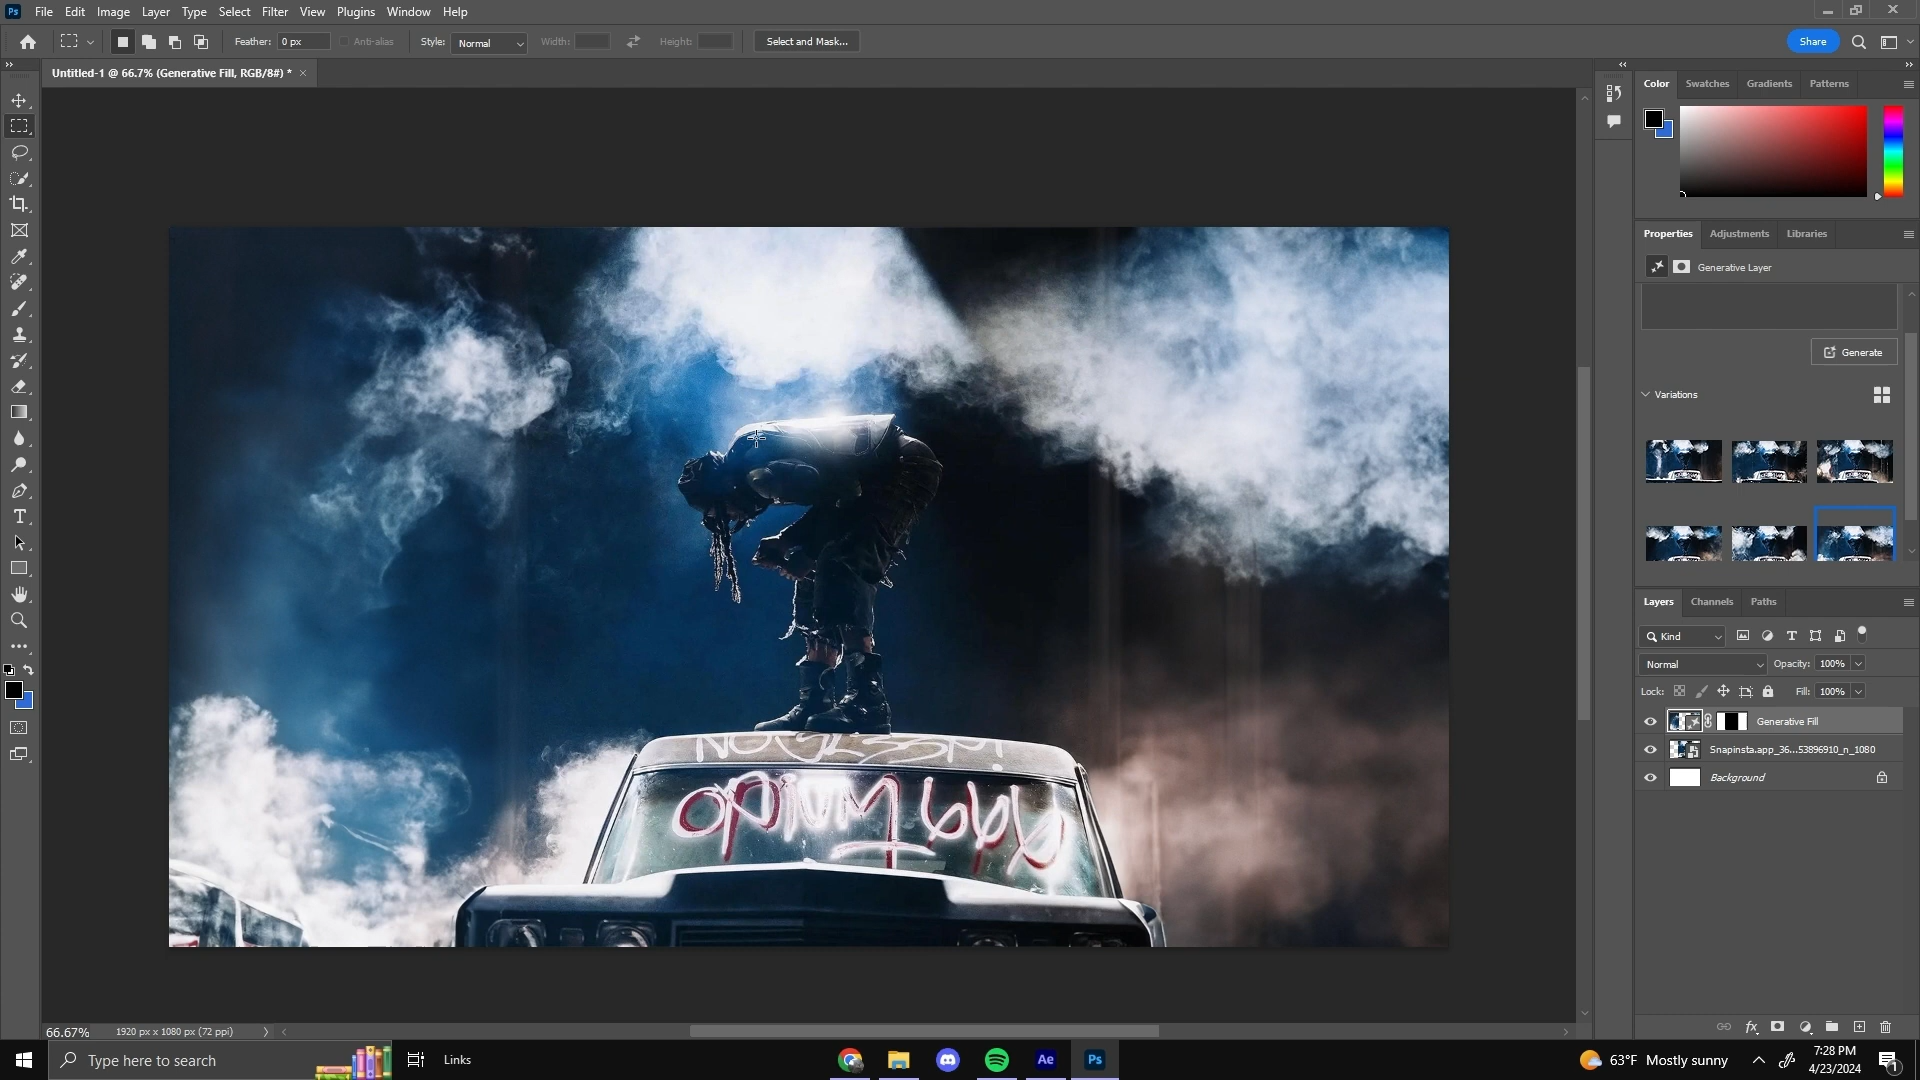 Ps File Edit Image Layer Type Select Filter View Plugins Window Help
Feather: 0 px Anti-alias Style: Normal Width: Height: Select and Mask... Share
Untitled-1 @ 66.7% (Generative Fill, RGB/8#) * ×
Color Swatches Gradients Patterns
Properties Adjustments Libraries
Generative Layer
Generate
Variations
Layers Channels Paths
Kind
Normal Opacity: 100%
Lock: Fill: 100%
Generative Fill
Snapinsta.app_36...53896910_n_1080
Background
opium 666
66.67% 1920 px x 1080 px (72 ppi)
Type here to search
Links
Ae
Ps
63°F Mostly sunny
7:28 PM
4/23/2024
1